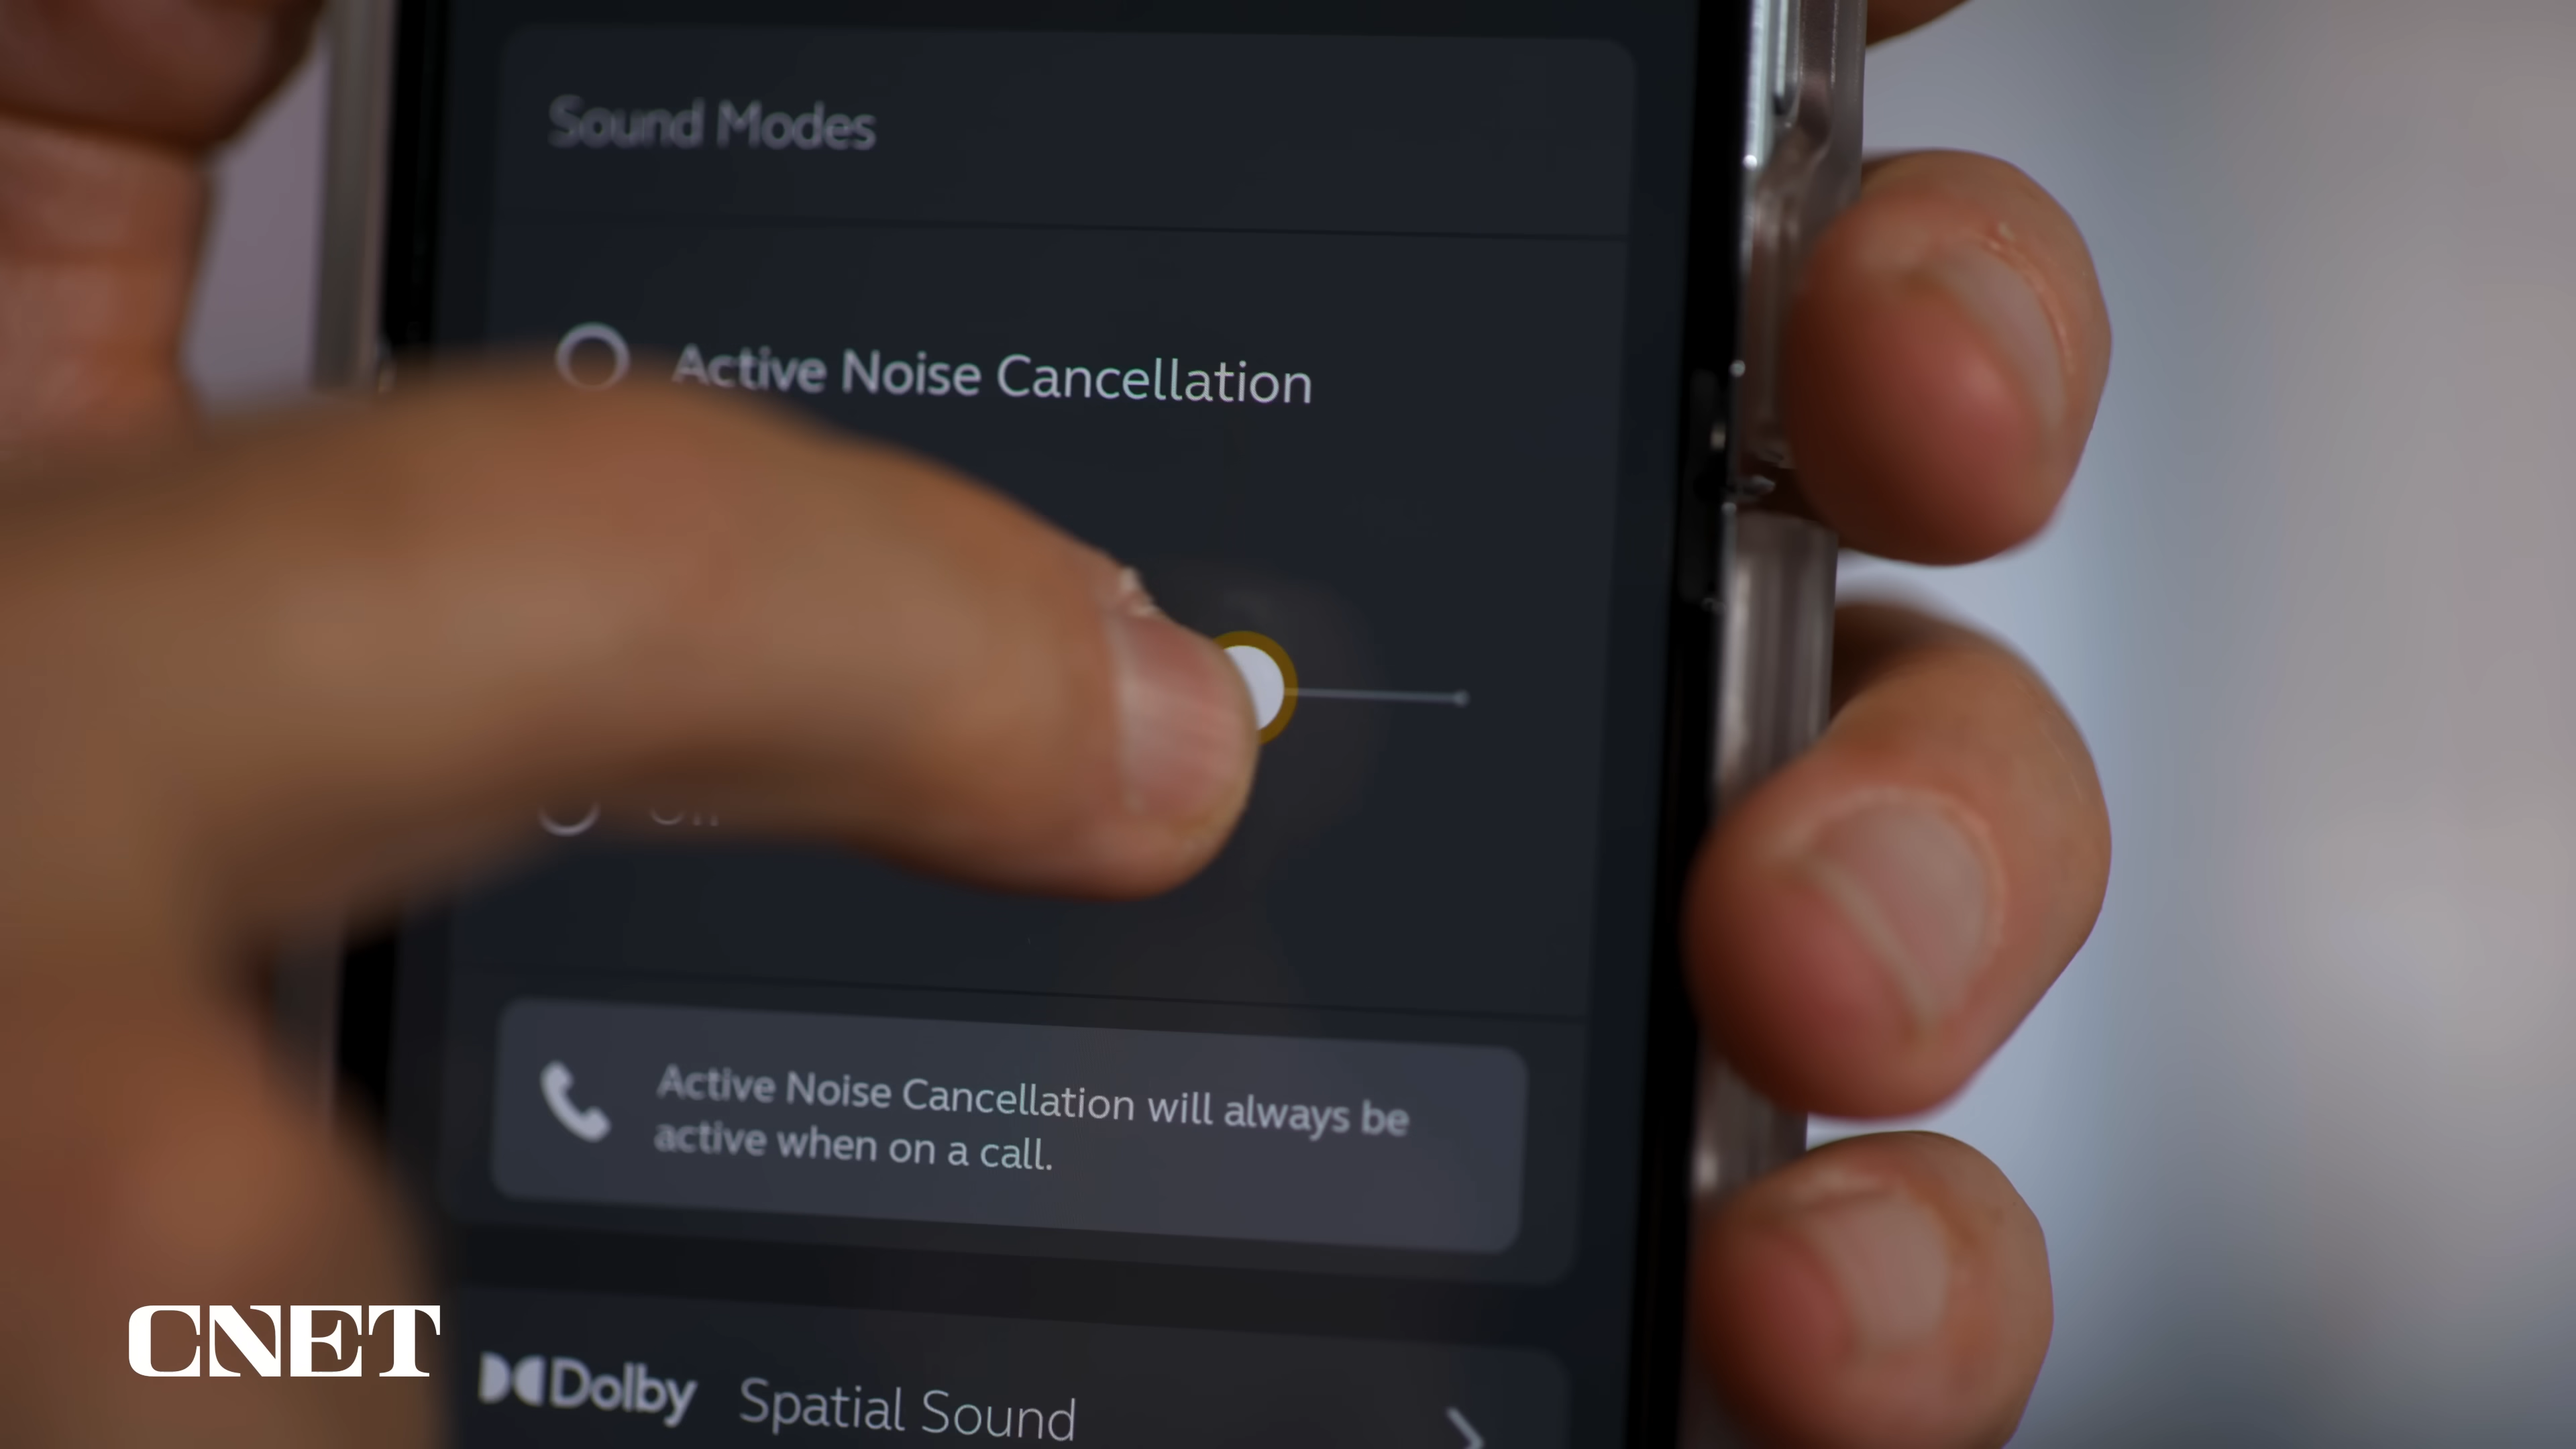 Sound Modes
Active Noise Cancellation
Active Noise Cancellation will always be
active when on a call.
CNET
Dolby Spatial Sound